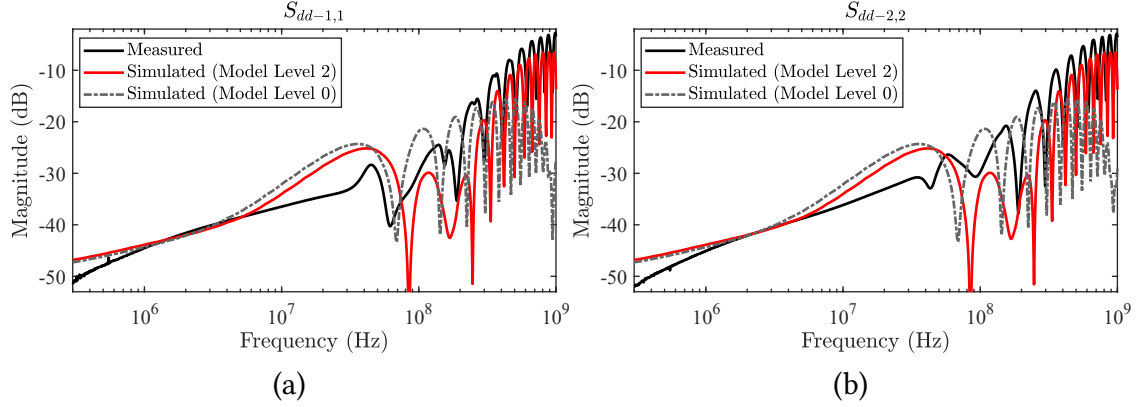 S_{dd-1,1}
Measured
Simulated (Model Level 2)
Simulated (Model Level 0)
Magnitude (dB)
-10
-20
-30
-40
-50
10^6
10^7
10^8
10^9
Frequency (Hz)
(a)
S_{dd-2,2}
Measured
Simulated (Model Level 2)
Simulated (Model Level 0)
Magnitude (dB)
-10
-20
-30
-40
-50
10^6
10^7
10^8
10^9
Frequency (Hz)
(b)